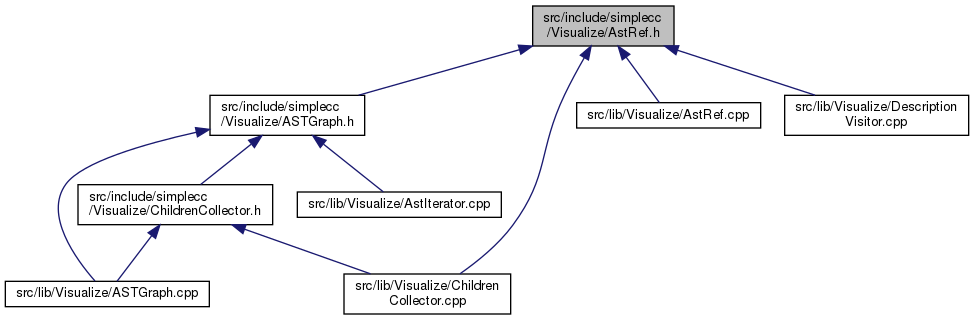 src/include/simplecc
/Visualize/AstRef.h
src/include/simplecc
/Visualize/ASTGraph.h
src/lib/Visualize/AstRef.cpp
src/lib/Visualize/Description
Visitor.cpp
src/include/simplecc
/Visualize/ChildrenCollector.h
src/lib/Visualize/AstIterator.cpp
src/lib/Visualize/ASTGraph.cpp
src/lib/Visualize/Children
Collector.cpp